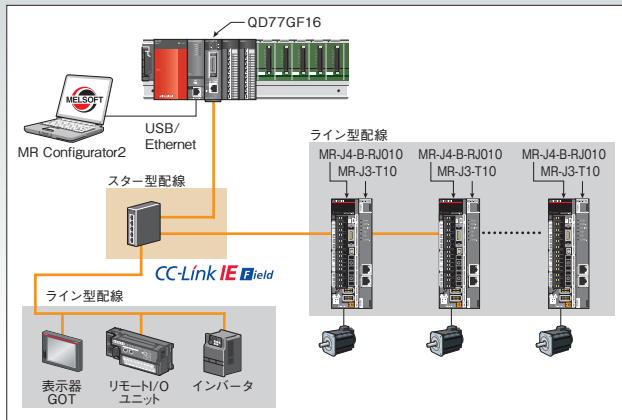 QD77GF16
MELSOFT
MR Configurator2
USB/
Ethernet
スター型配線
CC-Link IE Field
ライン型配線
MR-J4-B-RJ010
MR-J3-T10
MR-J4-B-RJ010
MR-J3-T10
MR-J4-B-RJ010
MR-J3-T10
ライン型配線
表示器
GOT
リモートI/O
ユニット
インバータ